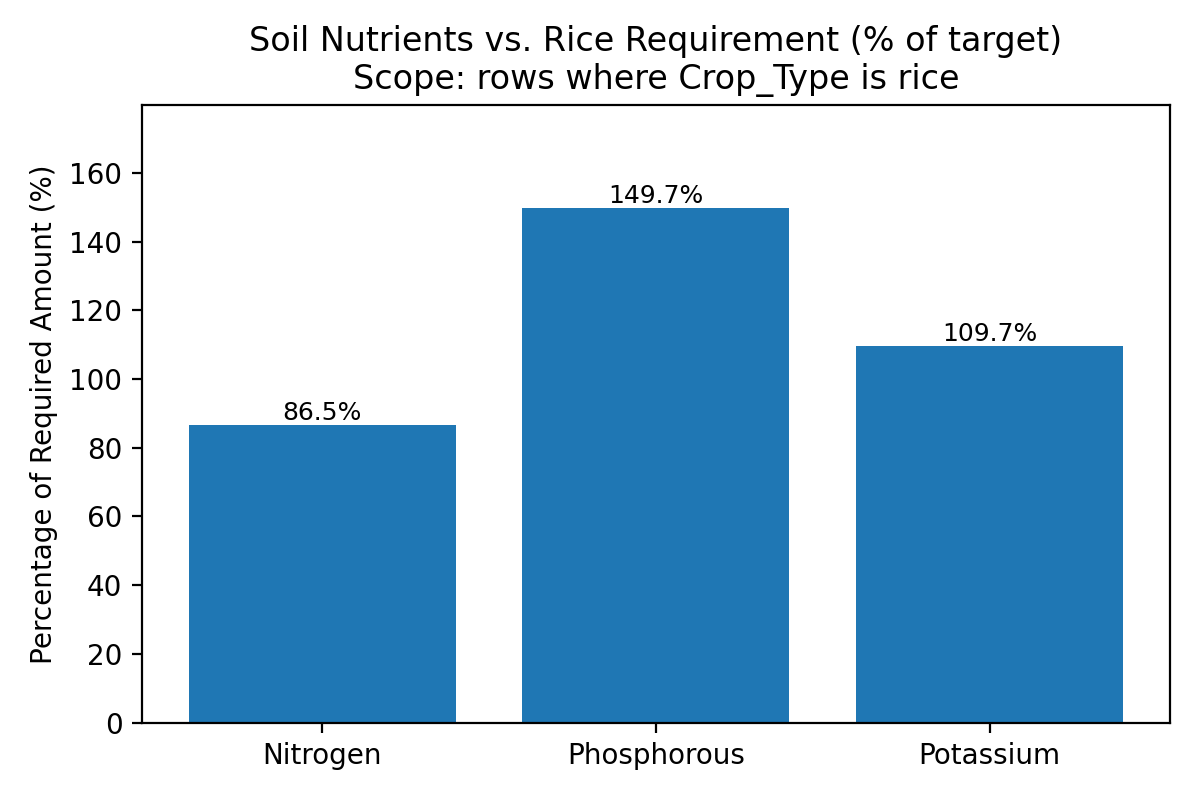 Soil Nutrients vs. Rice Requirement (% of target)
Scope: rows where Crop_Type is rice
Percentage of Required Amount (%)
160
140
120
100
80
60
40
20
0
86.5%
149.7%
109.7%
Nitrogen
Phosphorous
Potassium